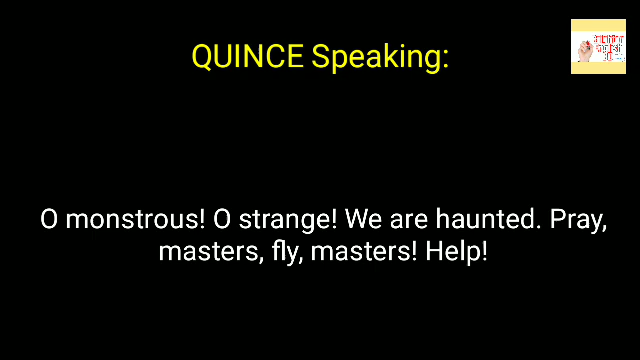 QUINCE Speaking:
O monstrous! O strange! We are haunted. Pray,
masters, fly, masters! Help!